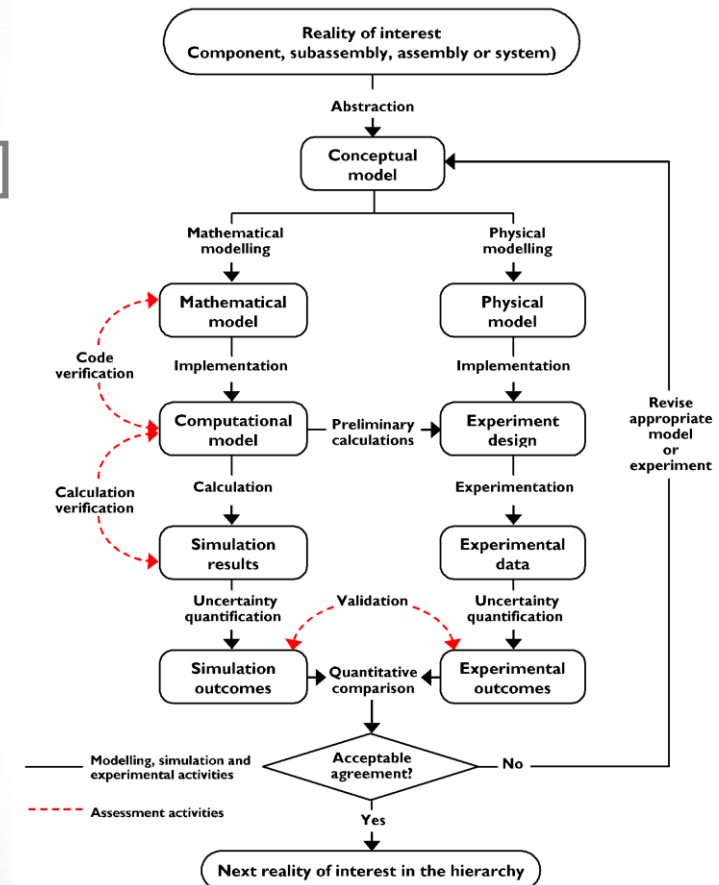 Reality of interest
Component, subassembly, assembly or system)
Abstraction
Conceptual
model
Mathematical
modelling
Physical
modelling
Mathematical
model
Physical
model
Code
verification
Implementation
Implementation
Computational
model
Preliminary
calculations
Experiment
design
Revise
appropriate
model
or
experiment
Calculation
verification
Calculation
Experimentation
Simulation
results
Experimental
data
Uncertainty
quantification
Validation
Uncertainty
quantification
Simulation
outcomes
Quantitative
comparison
Experimental
outcomes
Modelling, simulation and
experimental activities
Acceptable
agreement?
No
Assessment activities
Yes
Next reality of interest in the hierarchy